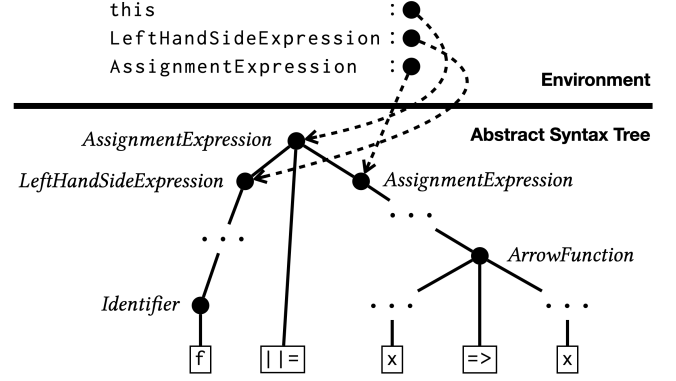 this :
LeftHandSideExpression :
AssignmentExpression :
Environment
Abstract Syntax Tree
AssignmentExpression
LeftHandSideExpression
AssignmentExpression
. . .
. . .
ArrowFunction
Identifier
. . .
. . .
f ||= x => x